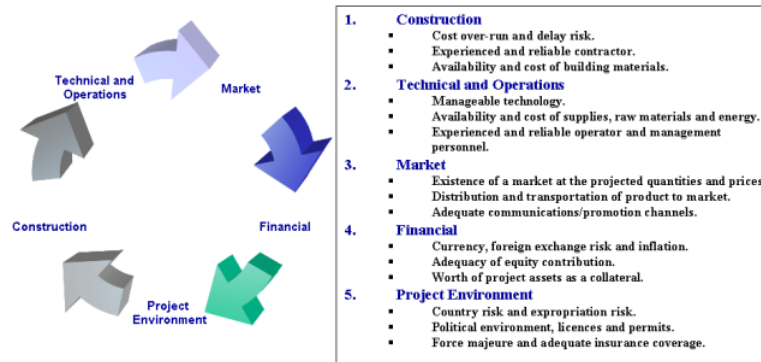 Technical and
Operations
Market
Construction
Financial
Project
Environment
1. Construction
▪ Cost over-run and delay risk.
▪ Experienced and reliable contractor.
▪ Availability and cost of building materials.
2. Technical and Operations
▪ Manageable technology.
▪ Availability and cost of supplies, raw materials and energy.
▪ Experienced and reliable operator and management
personnel.
3. Market
▪ Existence of a market at the projected quantities and prices
▪ Distribution and transportation of product to market.
▪ Adequate communications/promotion channels.
4. Financial
▪ Currency, foreign exchange risk and inflation.
▪ Adequacy of equity contribution.
▪ Worth of project assets as a collateral.
5. Project Environment
▪ Country risk and expropriation risk.
▪ Political environment, licences and permits.
▪ Force majeure and adequate insurance coverage.